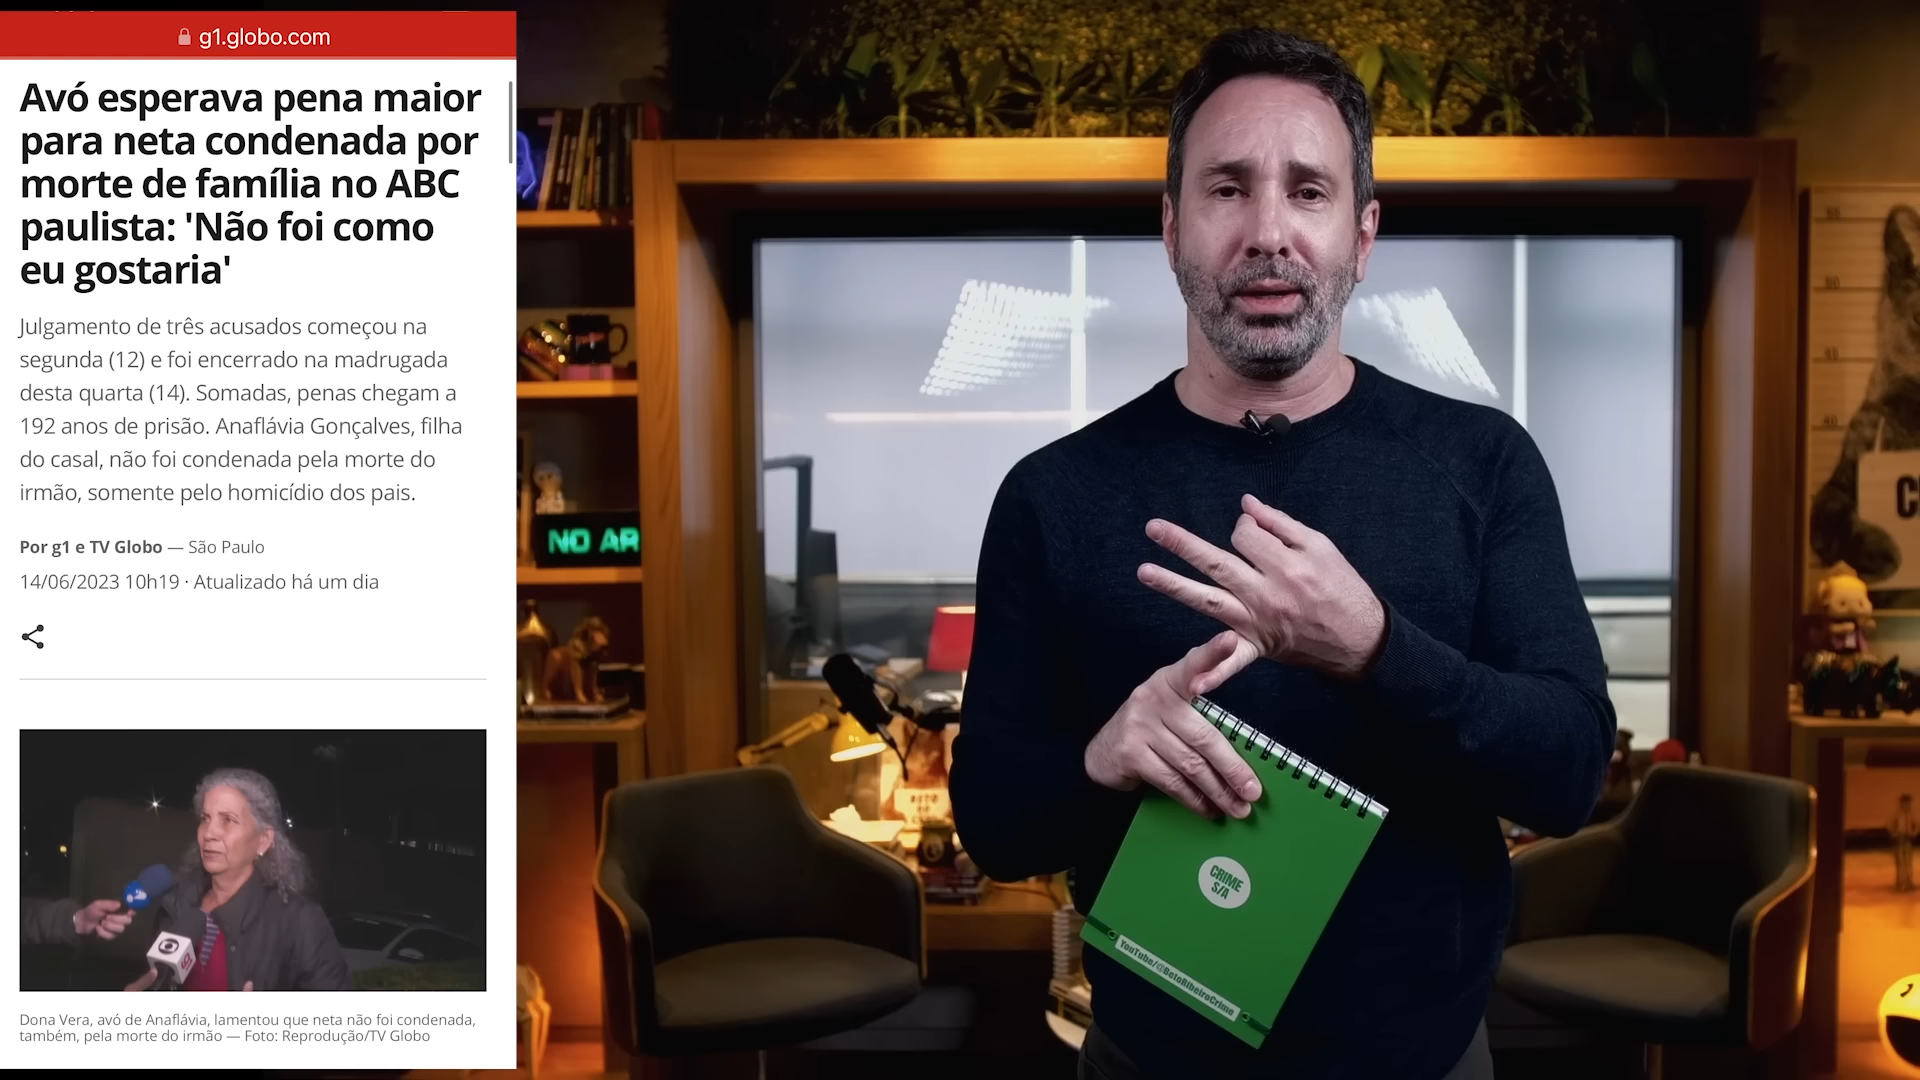 g1.globo.com
Avó esperava pena maior
para neta condenada por
morte de família no ABC
paulista: 'Não foi como
eu gostaria'
Julgamento de três acusados começou na
segunda (12) e foi encerrado na madrugada
desta quarta (14). Somadas, penas chegam a
192 anos de prisão. Anaflávia Gonçalves, filha
do casal, não foi condenada pela morte do
irmão, somente pelo homicídio dos pais.
Por g1 e TV Globo — São Paulo
14/06/2023 10h19 · Atualizado há um dia
Dona Vera, avó de Anaflávia, lamentou que neta não foi condenada,
também, pela morte do irmão — Foto: Reprodução/TV Globo
NO AR
CRIME
S/A
YouTube/@BetoRibeiroCrime